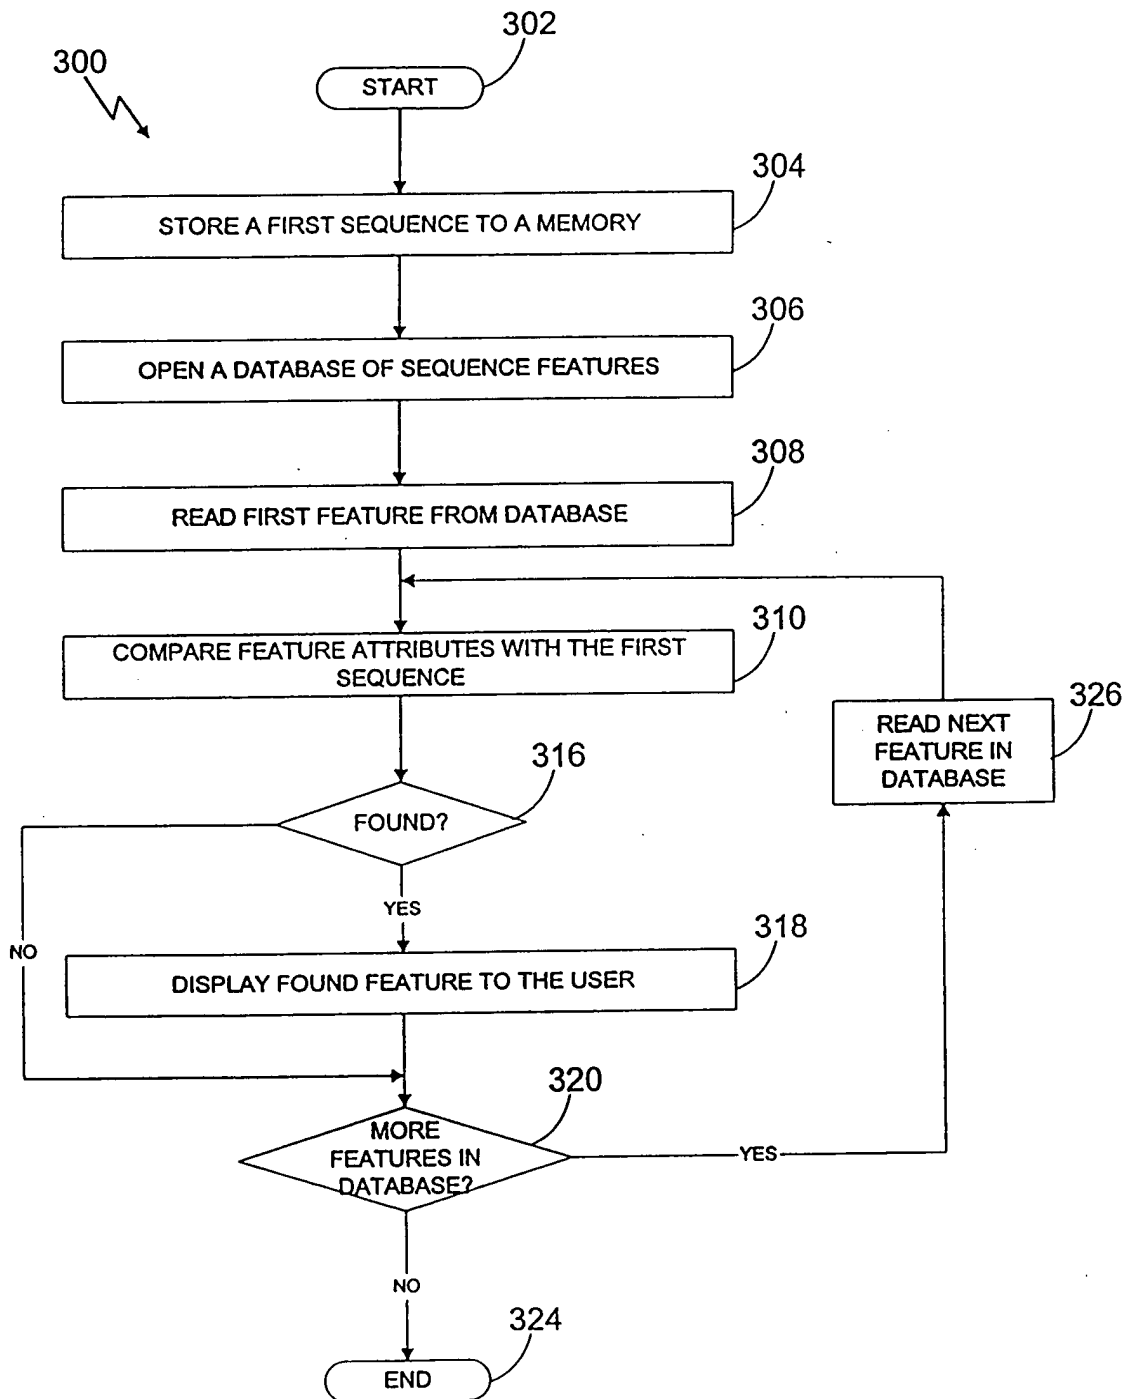 302
300
START
304
STORE A FIRST SEQUENCE TO A MEMORY
306
OPEN A DATABASE OF SEQUENCE FEATURES
308
READ FIRST FEATURE FROM DATABASE
310
COMPARE FEATURE ATTRIBUTES WITH THE FIRST
SEQUENCE
326
READ NEXT
FEATURE IN
DATABASE
316
FOUND?
YES
NO
318
DISPLAY FOUND FEATURE TO THE USER
320
MORE
FEATURES IN
DATABASE?
YES
NO
324
END